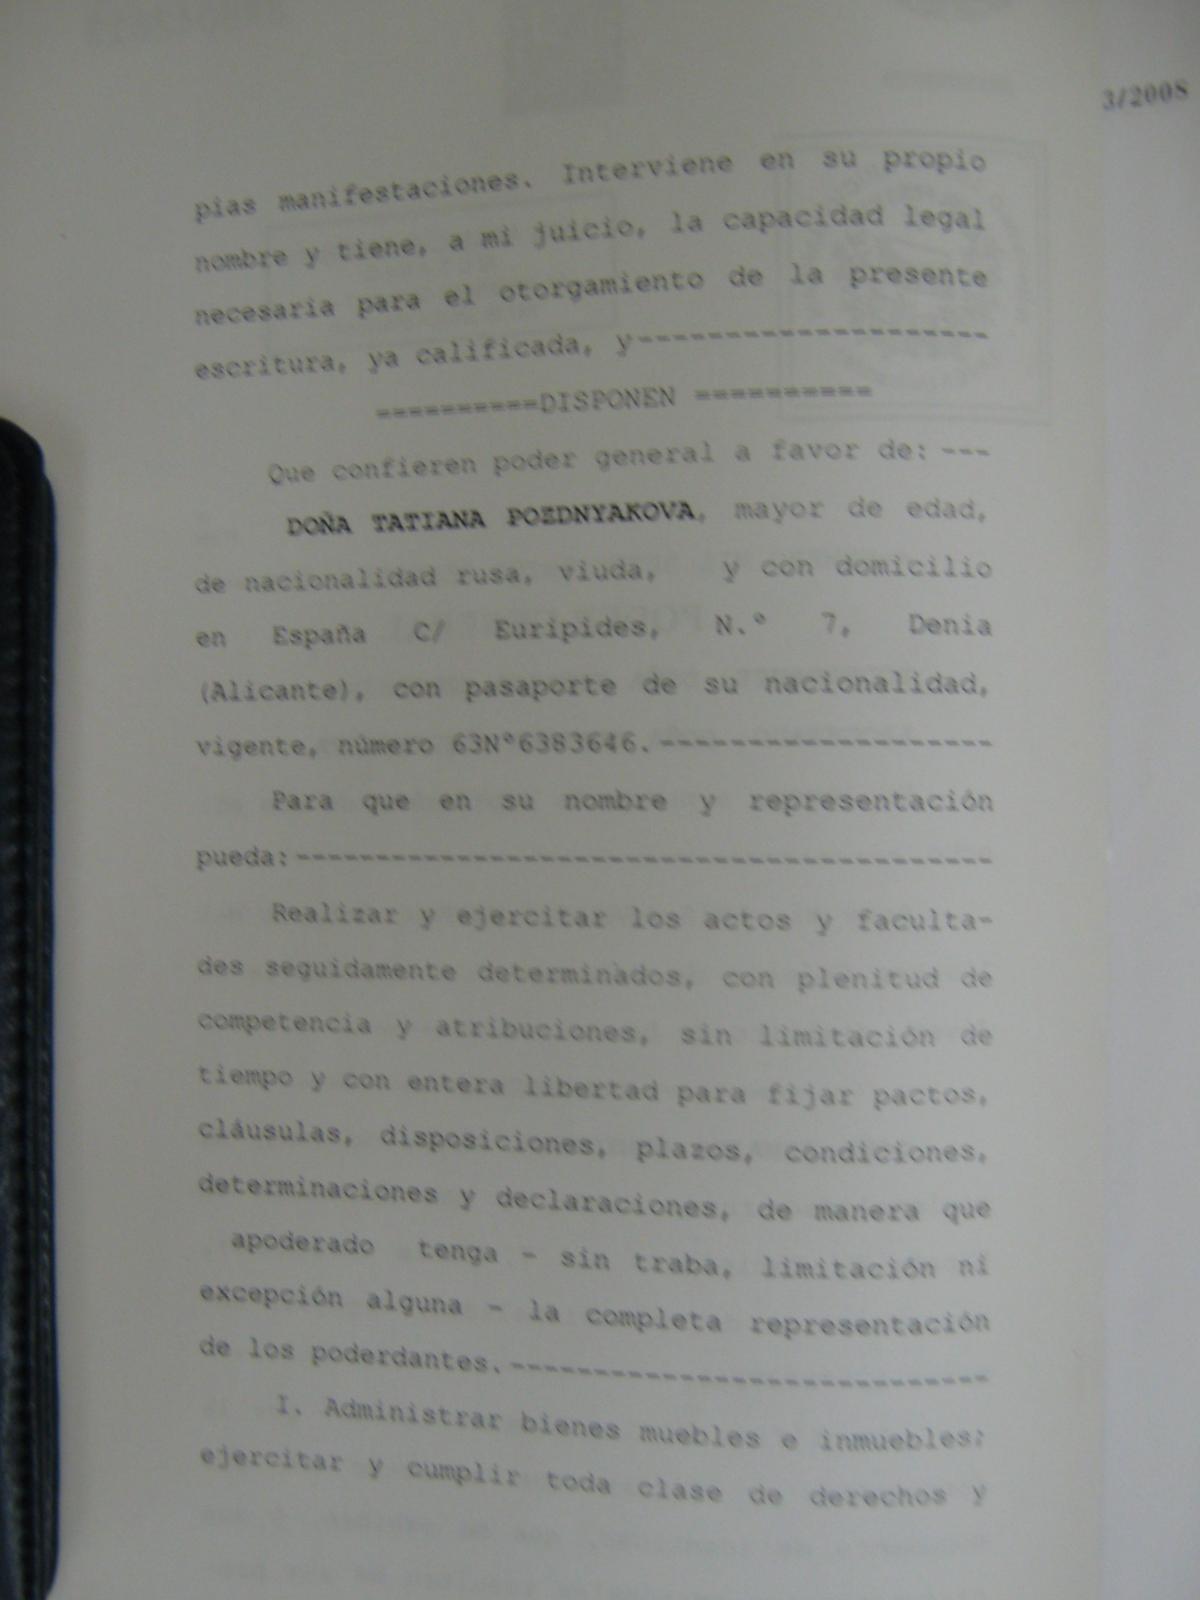 3/2008
pias manifestaciones. Interviene en su propio
nombre y tiene, a mi juicio, la capacidad legal
necesaria para el otorgamiento de la presente
escritura, ya calificada, y--------------------
==========DISPONEN ==========
Que confieren poder general a favor de: ---
DOÑA TATIANA POZDNYAKOVA, mayor de edad,
de nacionalidad rusa, viuda, y con domicilio
en España C/ Eurípides, N.º 7, Denia
(Alicante), con pasaporte de su nacionalidad,
vigente, número 63Nº6383646.-------------------
Para que en su nombre y representación
pueda:----------------------------------------
Realizar y ejercitar los actos y faculta-
des seguidamente determinados, con plenitud de
competencia y atribuciones, sin limitación de
tiempo y con entera libertad para fijar pactos,
cláusulas, disposiciones, plazos, condiciones,
determinaciones y declaraciones, de manera que
apoderado tenga - sin traba, limitación ni
excepción alguna - la completa representación
de los poderdantes.----------------------------
I. Administrar bienes muebles e inmuebles;
ejercitar y cumplir toda clase de derechos y